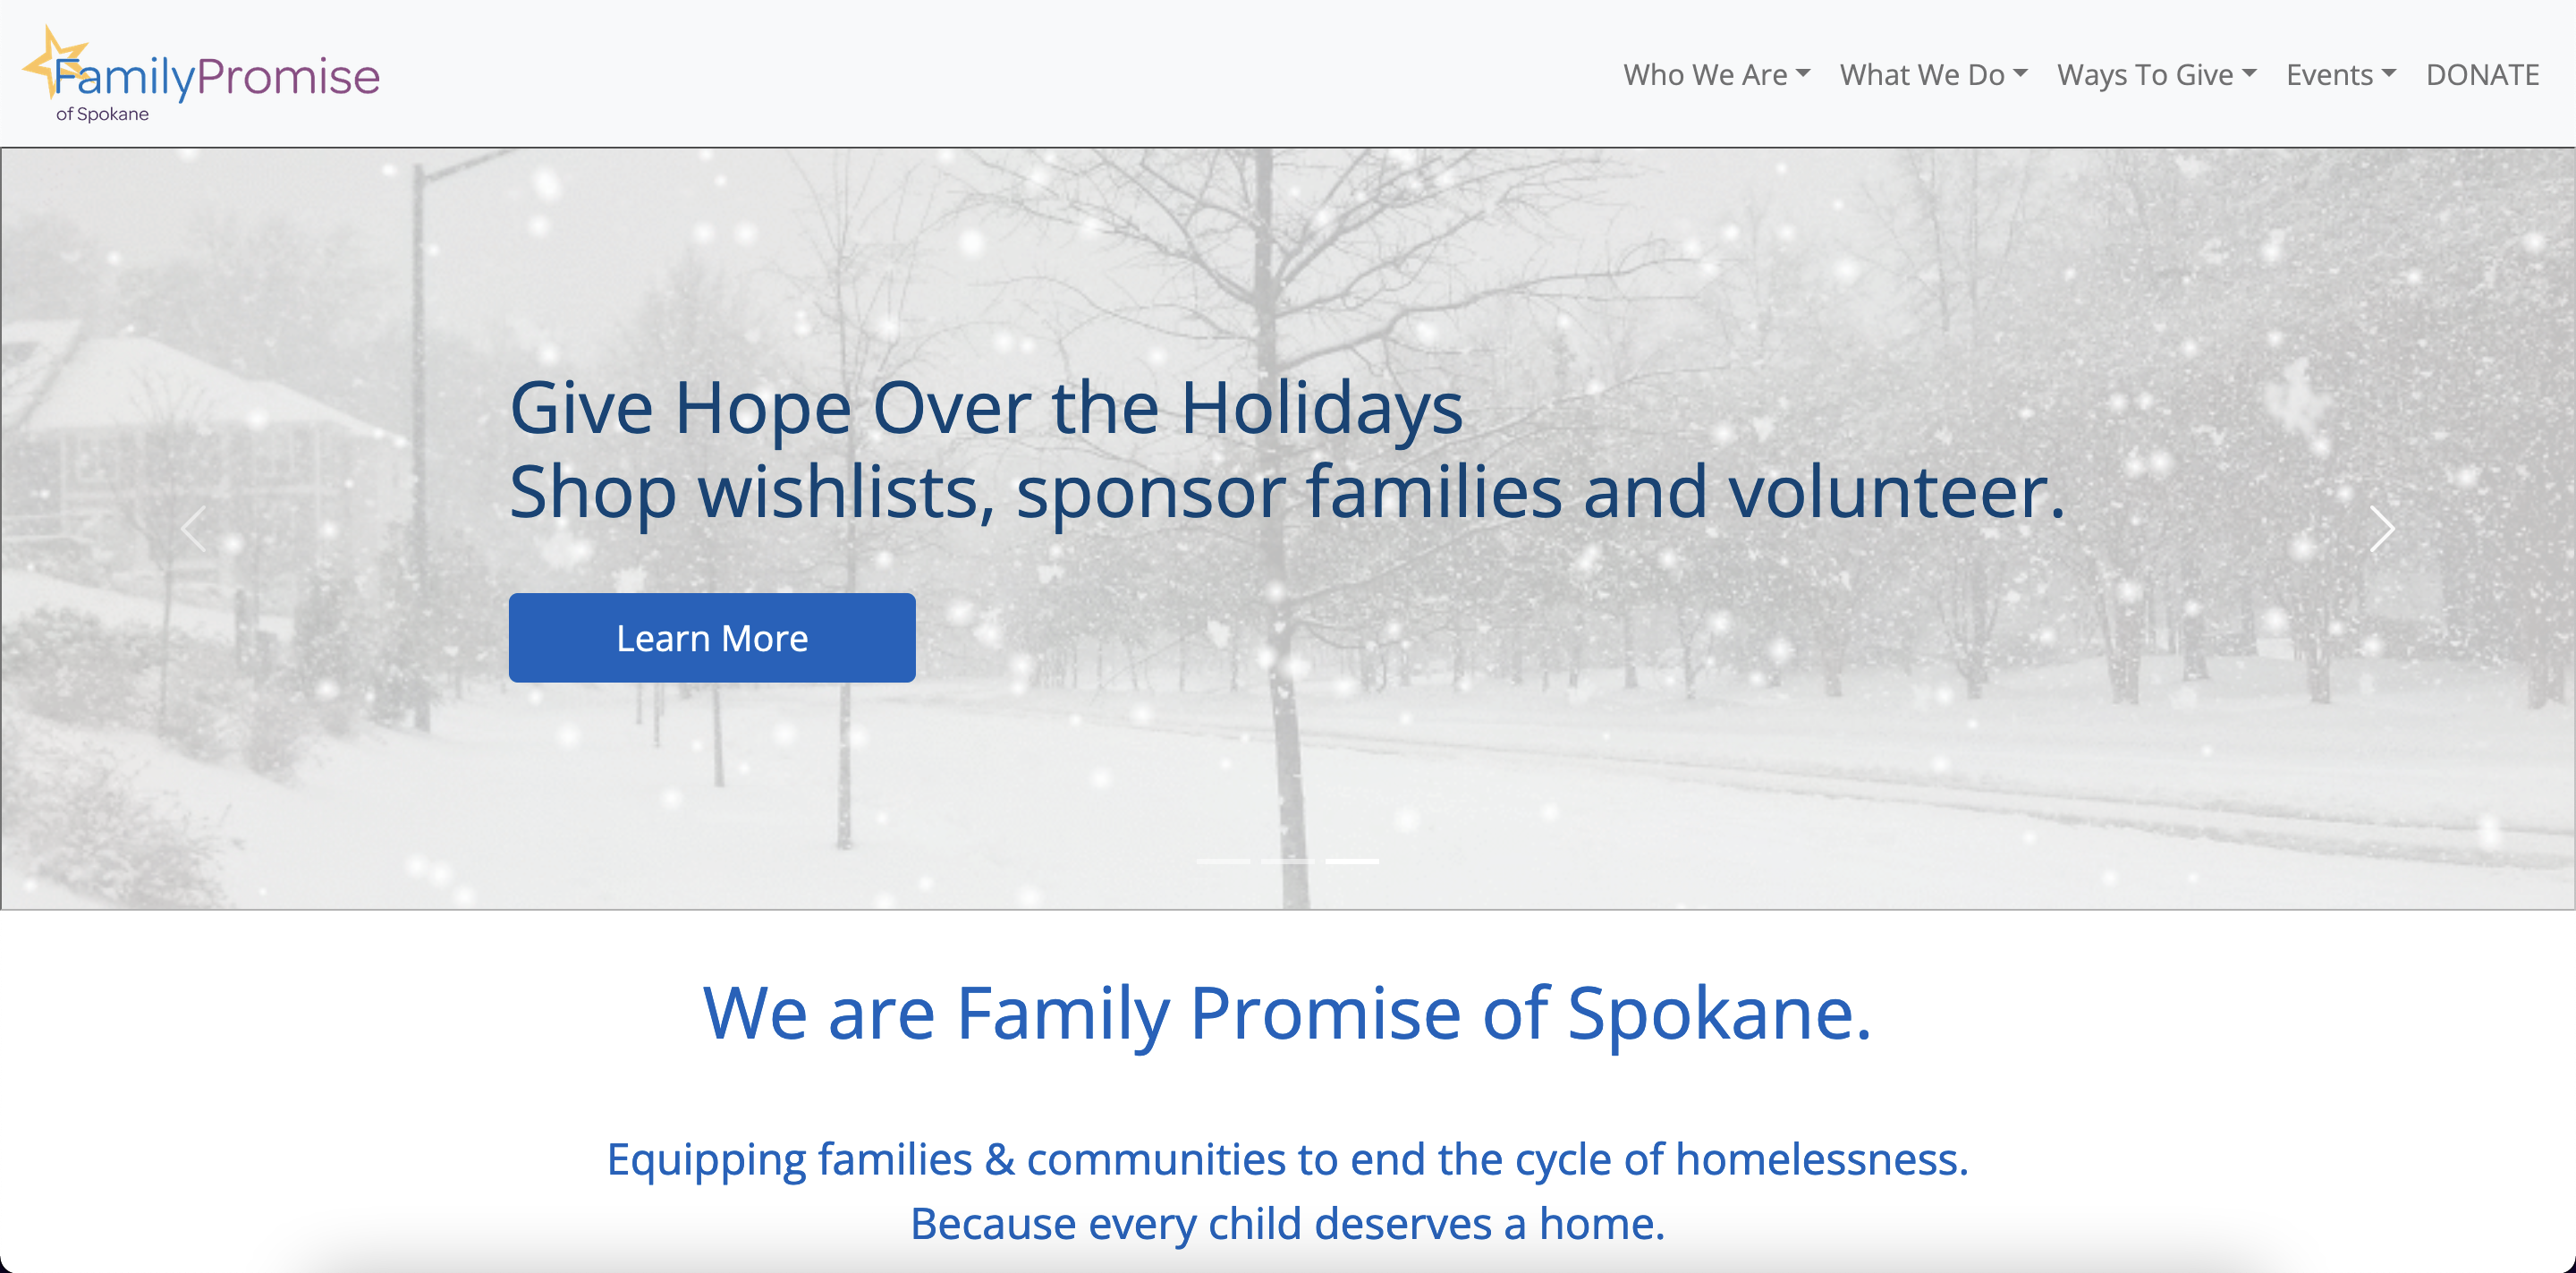 FamilyPromise
of Spokane
Who We Are What We Do Ways To Give Events DONATE
Give Hope Over the Holidays
Shop wishlists, sponsor families and volunteer.
Learn More
We are Family Promise of Spokane.
Equipping families & communities to end the cycle of homelessness.
Because every child deserves a home.